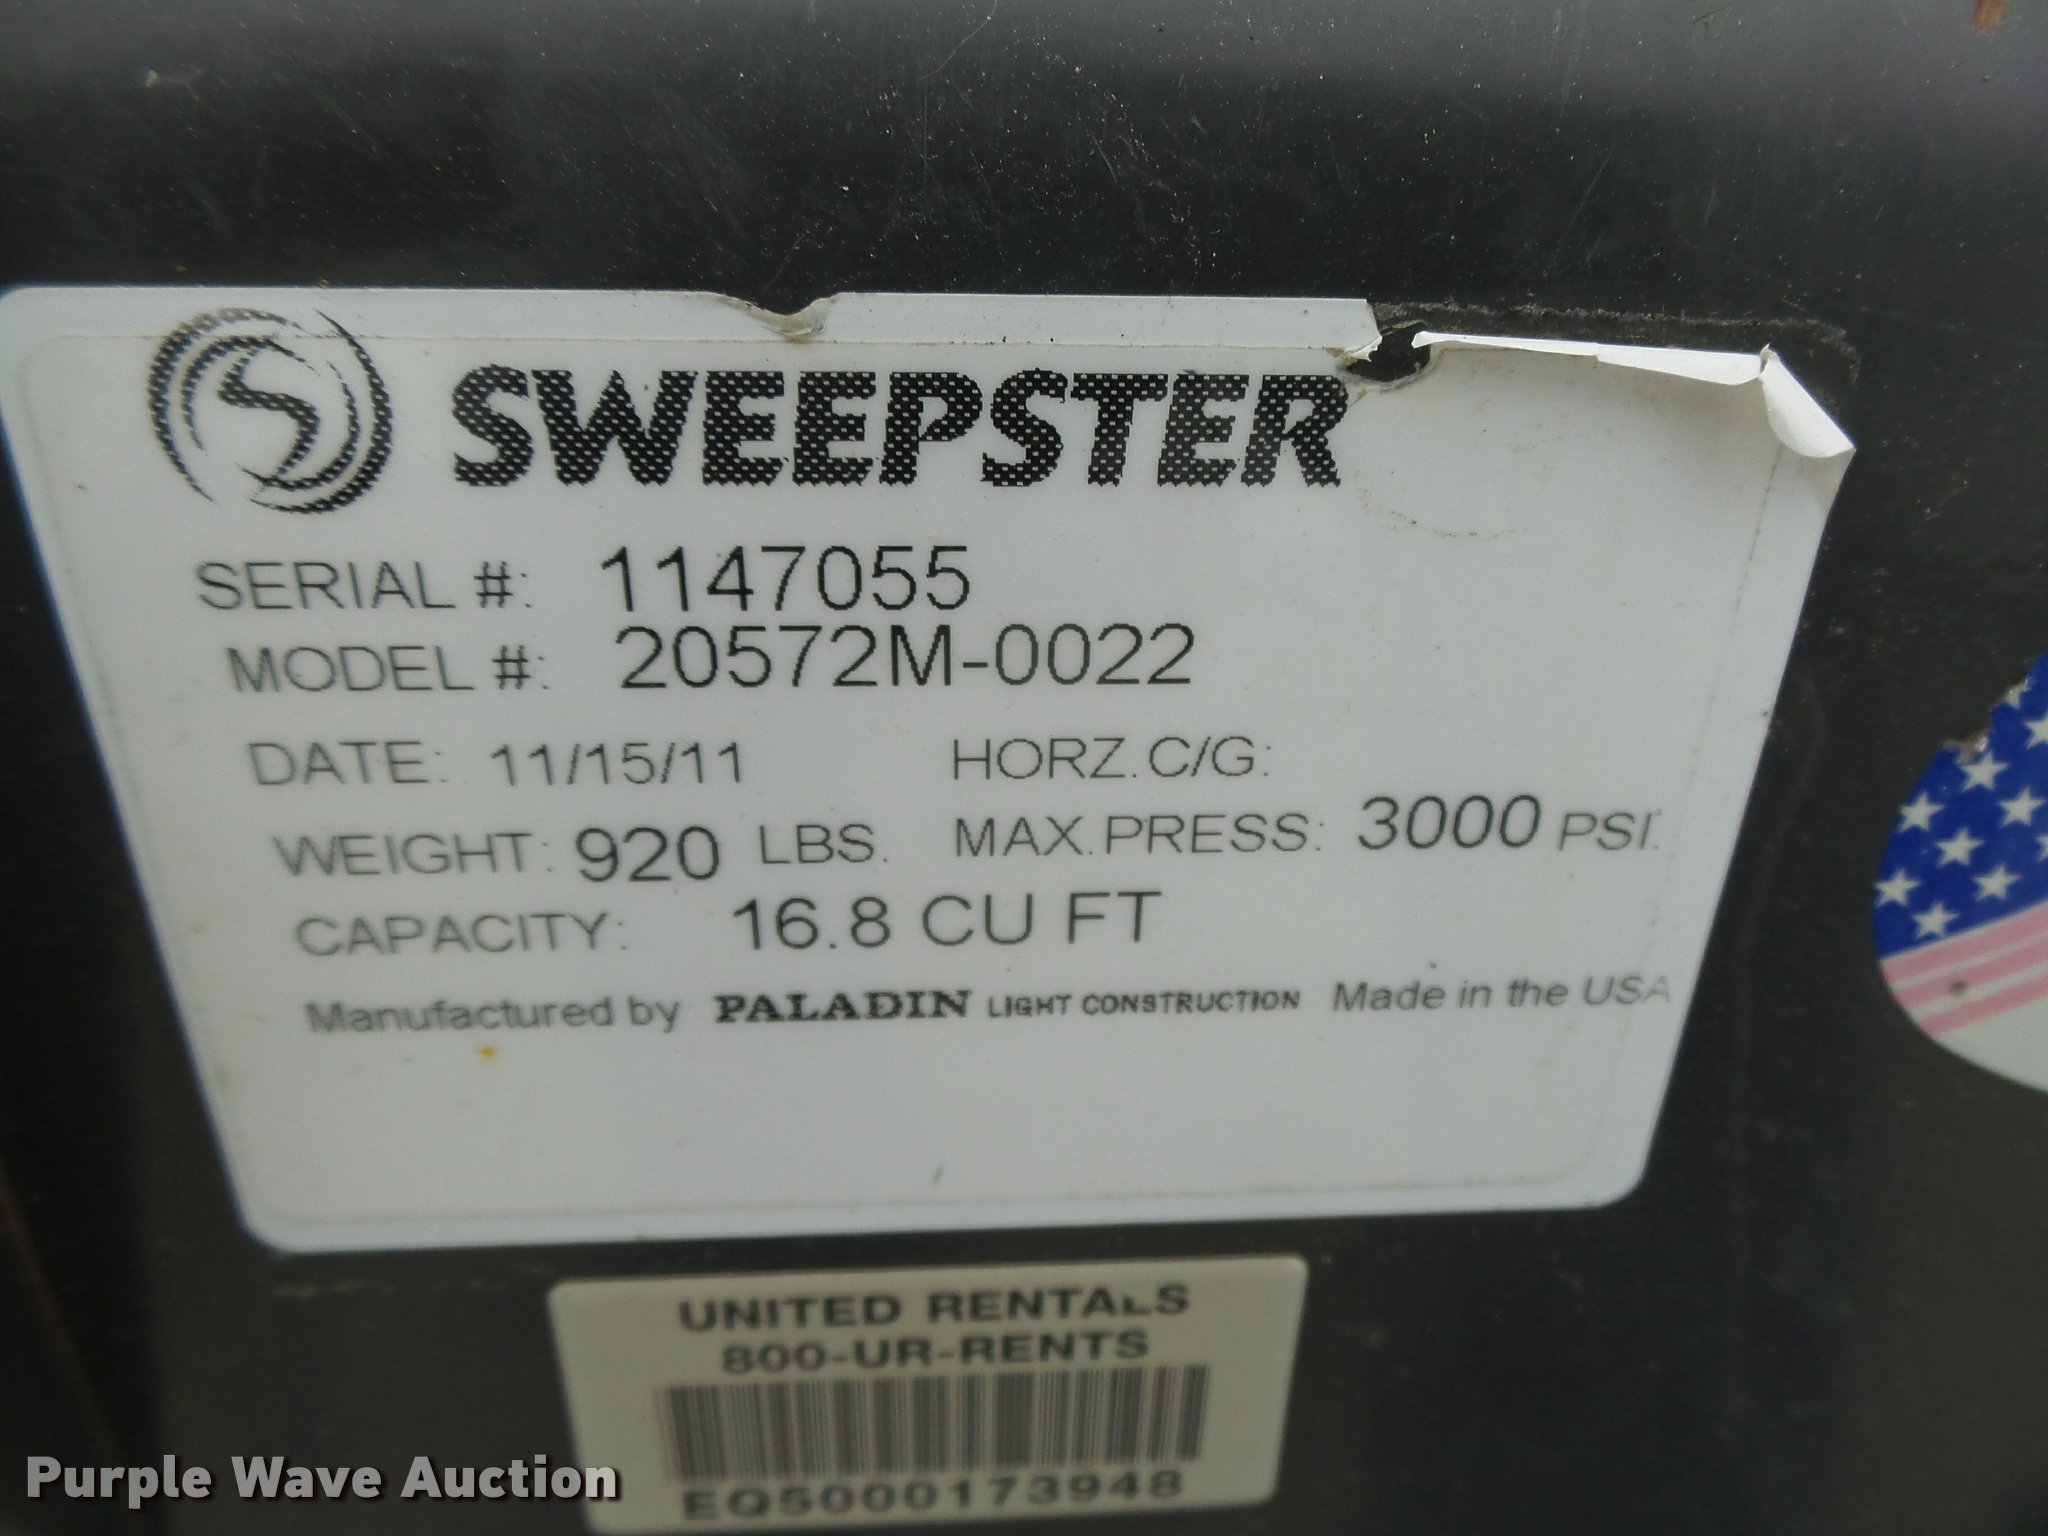 SWEEPSTER
SERIAL #: 1147055
MODEL #: 20572M-0022
DATE: 11/15/11 HORZ. C/G:
WEIGHT: 920 LBS. MAX. PRESS: 3000 PSI.
CAPACITY: 16.8 CU FT
Manufactured by PALADIN LIGHT CONSTRUCTION Made in the USA
UNITED RENTALS
800-UR-RENTS
EQ5000173948
Purple Wave Auction